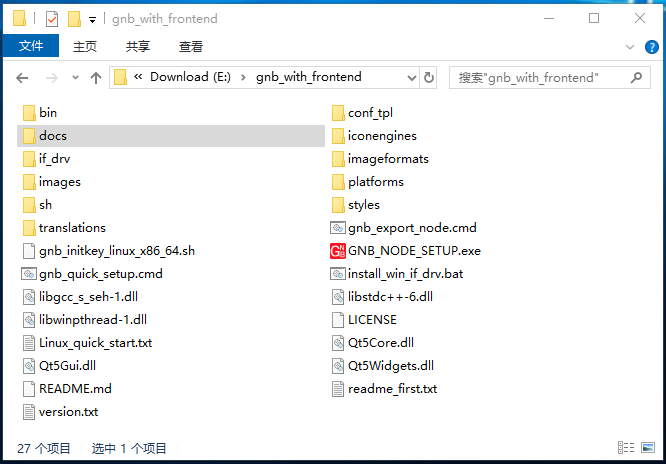 gnb_with_frontend
文件 主页 共享 查看
« Download (E:) > gnb_with_frontend 搜索"gnb_with_frontend"
bin conf_tpl
docs iconengines
if_drv imageformats
images platforms
sh styles
translations gnb_export_node.cmd
gnb_initkey_linux_x86_64.sh GNB_NODE_SETUP.exe
gnb_quick_setup.cmd install_win_if_drv.bat
libgcc_s_seh-1.dll libstdc++-6.dll
libwinpthread-1.dll LICENSE
Linux_quick_start.txt Qt5Core.dll
Qt5Gui.dll Qt5Widgets.dll
README.md readme_first.txt
version.txt
27 个项目 选中 1 个项目